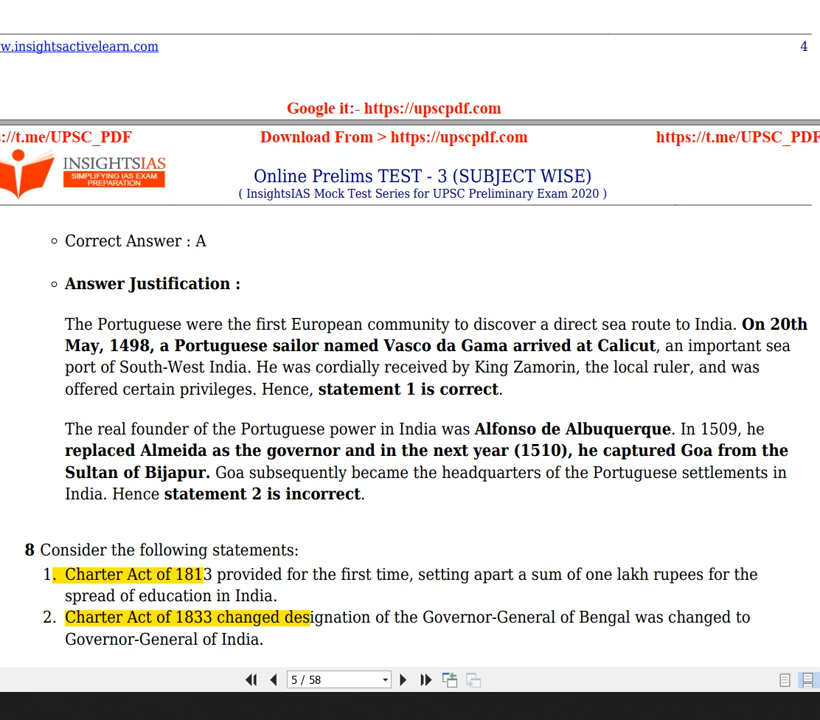 w.insightsactivelearn.com 4
Google it:- https://upscpdf.com
s://t.me/UPSC_PDF Download From > https://upscpdf.com https://t.me/UPSC_PDF
INSIGHTSIAS
SIMPLIFYING IAS EXAM
PREPARATION
Online Prelims TEST - 3 (SUBJECT WISE)
( InsightsIAS Mock Test Series for UPSC Preliminary Exam 2020 )
Correct Answer : A
Answer Justification :
The Portuguese were the first European community to discover a direct sea route to India. On 20th
May, 1498, a Portuguese sailor named Vasco da Gama arrived at Calicut, an important sea
port of South-West India. He was cordially received by King Zamorin, the local ruler, and was
offered certain privileges. Hence, statement 1 is correct.
The real founder of the Portuguese power in India was Alfonso de Albuquerque. In 1509, he
replaced Almeida as the governor and in the next year (1510), he captured Goa from the
Sultan of Bijapur. Goa subsequently became the headquarters of the Portuguese settlements in
India. Hence statement 2 is incorrect.
8 Consider the following statements:
1. Charter Act of 1813 provided for the first time, setting apart a sum of one lakh rupees for the
spread of education in India.
2. Charter Act of 1833 changed designation of the Governor-General of Bengal was changed to
Governor-General of India.
5 / 58